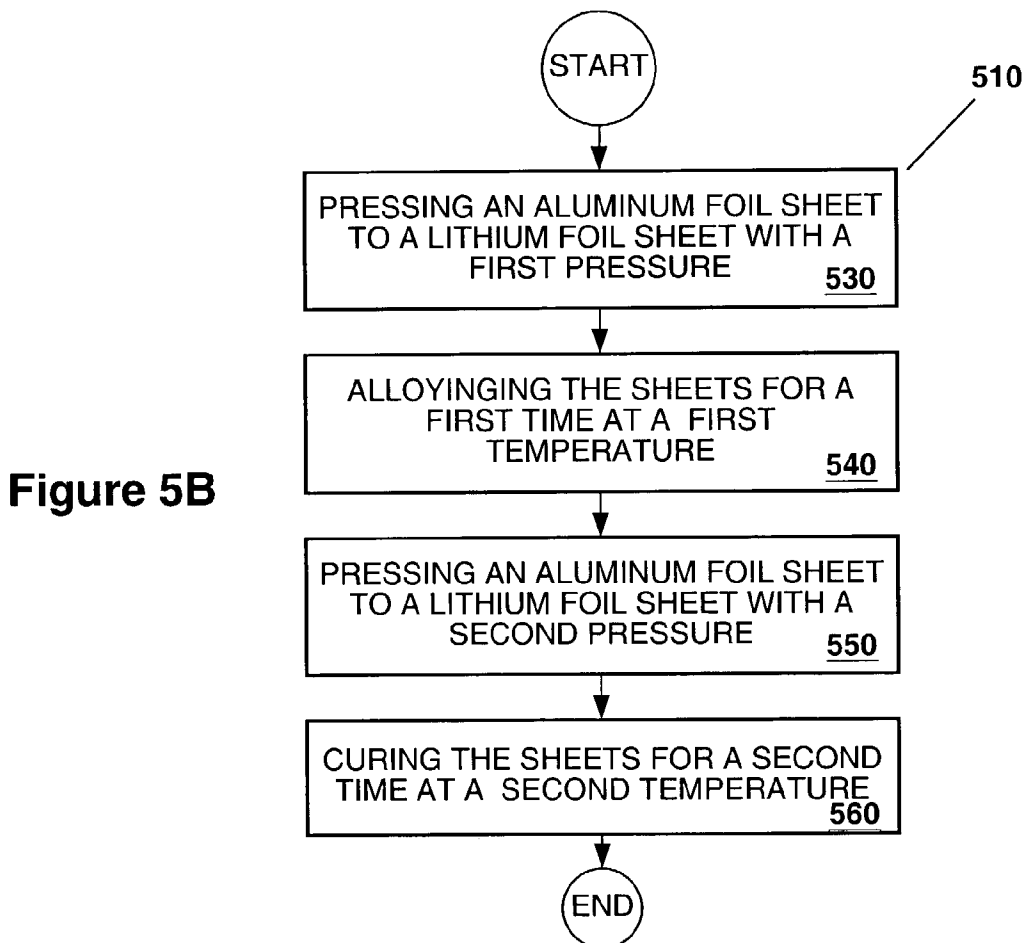 START
510
PRESSING AN ALUMINUM FOIL SHEET
TO A LITHIUM FOIL SHEET WITH A
FIRST PRESSURE
530
ALLOYINGING THE SHEETS FOR A
FIRST TIME AT A FIRST
TEMPERATURE
540
Figure 5B
PRESSING AN ALUMINUM FOIL SHEET
TO A LITHIUM FOIL SHEET WITH A
SECOND PRESSURE
550
CURING THE SHEETS FOR A SECOND
TIME AT A SECOND TEMPERATURE
560
END